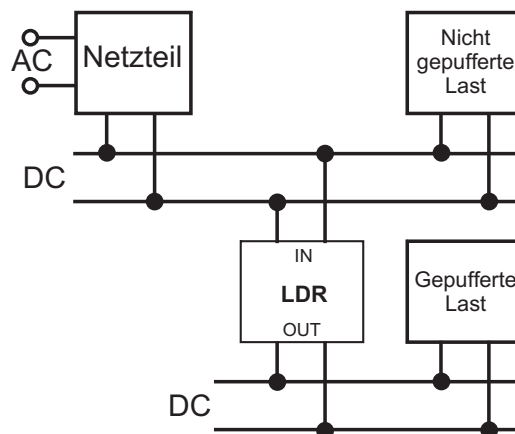 AC
Netzteil
Nicht
gepufferte
Last
DC
IN
LDR
OUT
Gepufferte
Last
DC